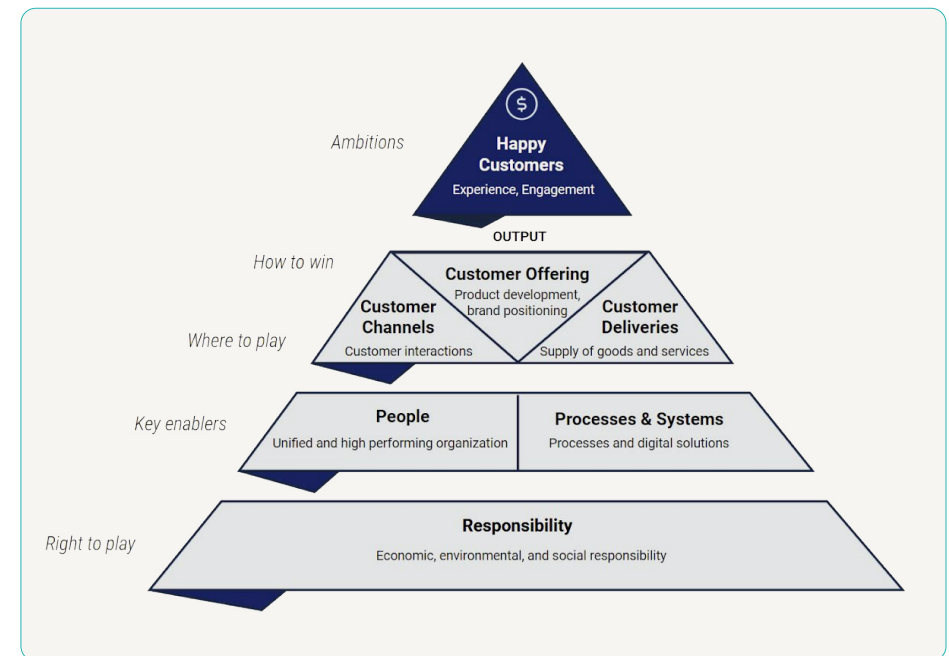 $
Ambitions
Happy
Customers
Experience, Engagement
OUTPUT
How to win
Customer Offering
Product development,
brand positioning
Customer
Channels
Customer interactions
Customer
Deliveries
Supply of goods and services
Where to play
Key enablers
People
Unified and high performing organization
Processes & Systems
Processes and digital solutions
Right to play
Responsibility
Economic, environmental, and social responsibility